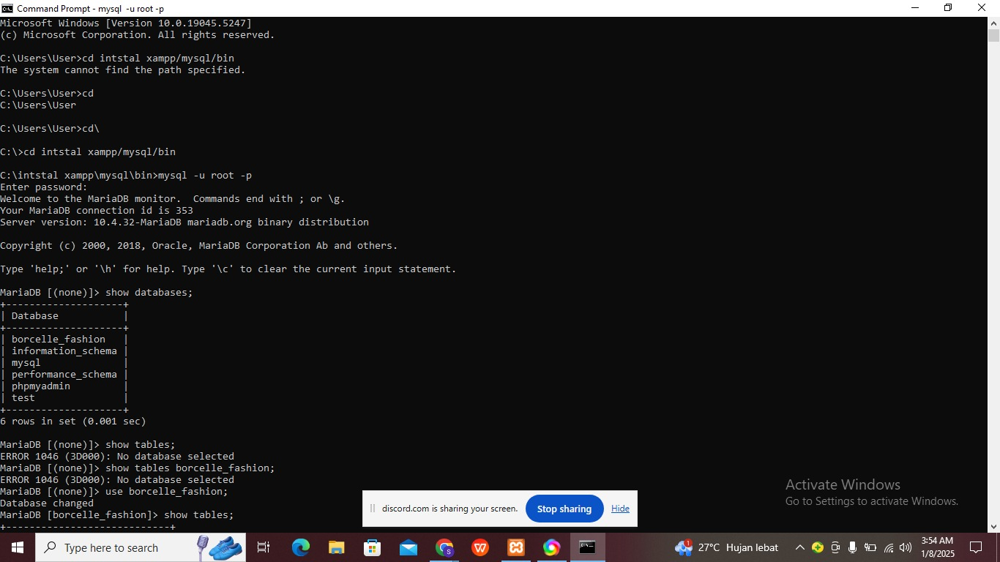 Command Prompt - mysql -u root -p
Microsoft Windows [Version 10.0.19045.5247]
(c) Microsoft Corporation. All rights reserved.
C:\Users\User>cd intstal xampp/mysql/bin
The system cannot find the path specified.
C:\Users\User>cd
C:\Users\User
C:\Users\User>cd\
C:\>cd intstal xampp/mysql/bin
C:\intstal xampp\mysql\bin>mysql -u root -p
Enter password:
Welcome to the MariaDB monitor.  Commands end with ; or \g.
Your MariaDB connection id is 353
Server version: 10.4.32-MariaDB mariadb.org binary distribution
Copyright (c) 2000, 2018, Oracle, MariaDB Corporation Ab and others.
Type 'help;' or '\h' for help. Type '\c' to clear the current input statement.
MariaDB [(none)]> show databases;
+--------------------+
| Database           |
+--------------------+
| borcelle_fashion   |
| information_schema |
| mysql              |
| performance_schema |
| phpmyadmin         |
| test               |
+--------------------+
6 rows in set (0.001 sec)
MariaDB [(none)]> show tables;
ERROR 1046 (3D000): No database selected
MariaDB [(none)]> show tables borcelle_fashion;
ERROR 1046 (3D000): No database selected
MariaDB [(none)]> use borcelle_fashion;
Database changed
MariaDB [borcelle_fashion]> show tables;
+----------------------------+
Activate Windows
Go to Settings to activate Windows.
discord.com is sharing your screen.
Stop sharing
Hide
Type here to search
27°C Hujan lebat
3:54 AM
1/8/2025